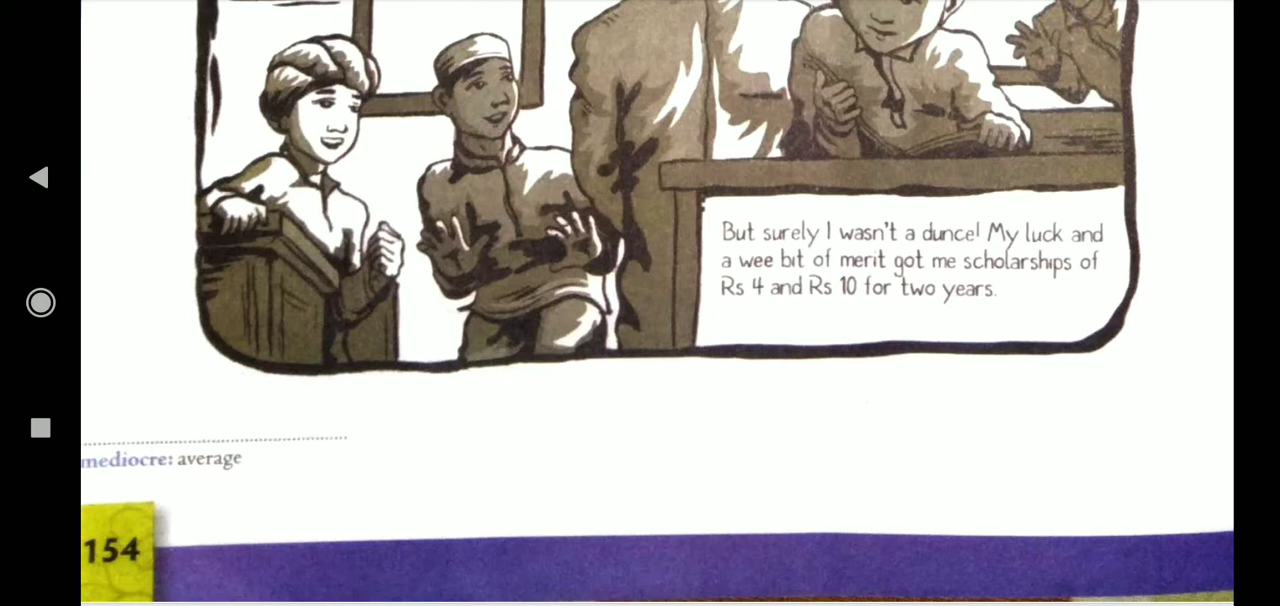 But surely I wasn't a dunce! My luck and
a wee bit of merit got me scholarships of
Rs 4 and Rs 10 for two years.
mediocre: average
154